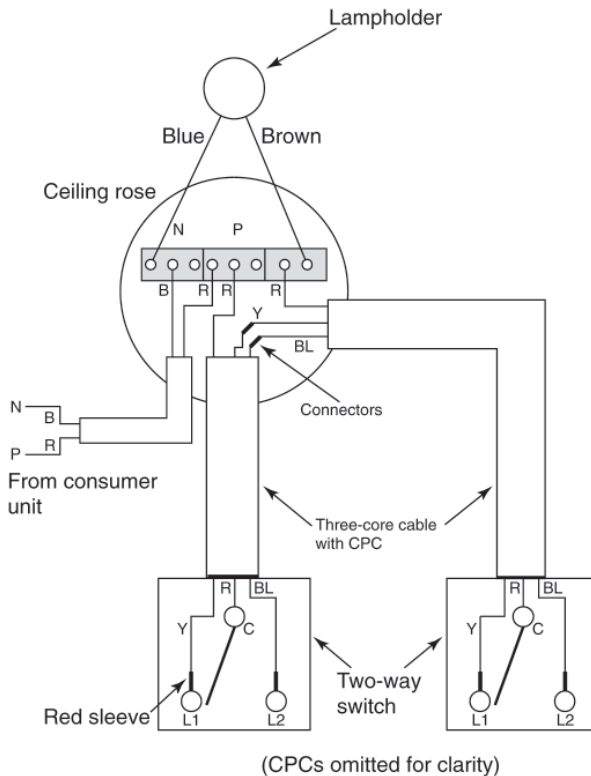 Lampholder
Blue
Brown
Ceiling rose
N
P
B
R
R
R
Y
BL
Connectors
N
B
P
R
From consumer
unit
Three-core cable
with CPC
R
BL
Y
C
L1
L2
Red sleeve
Two-way
switch
R
BL
Y
C
L1
L2
(CPCs omitted for clarity)